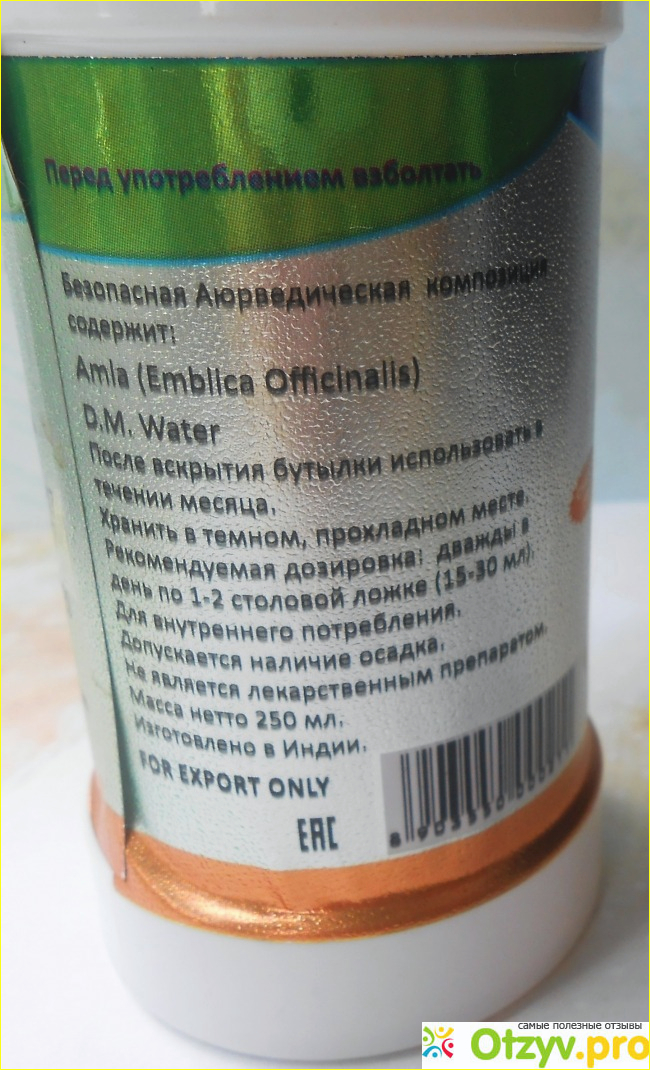 Перед употреблением взболтать
Безопасная Аюрведическая композиция
содержит:
Amla (Emblica Officinalis)
D.M. Water
После вскрытия бутылки использовать в
течении месяца.
Хранить в темном, прохладном месте.
Рекомендуемая дозировка: дважды в
день по 1-2 столовой ложке (15-30 мл).
Для внутреннего потребления.
Допускается наличие осадка.
Не является лекарственным препаратом.
Масса нетто 250 мл.
Изготовлено в Индии.
FOR EXPORT ONLY
EAC
самые полезные отзывы
Otzyv.pro